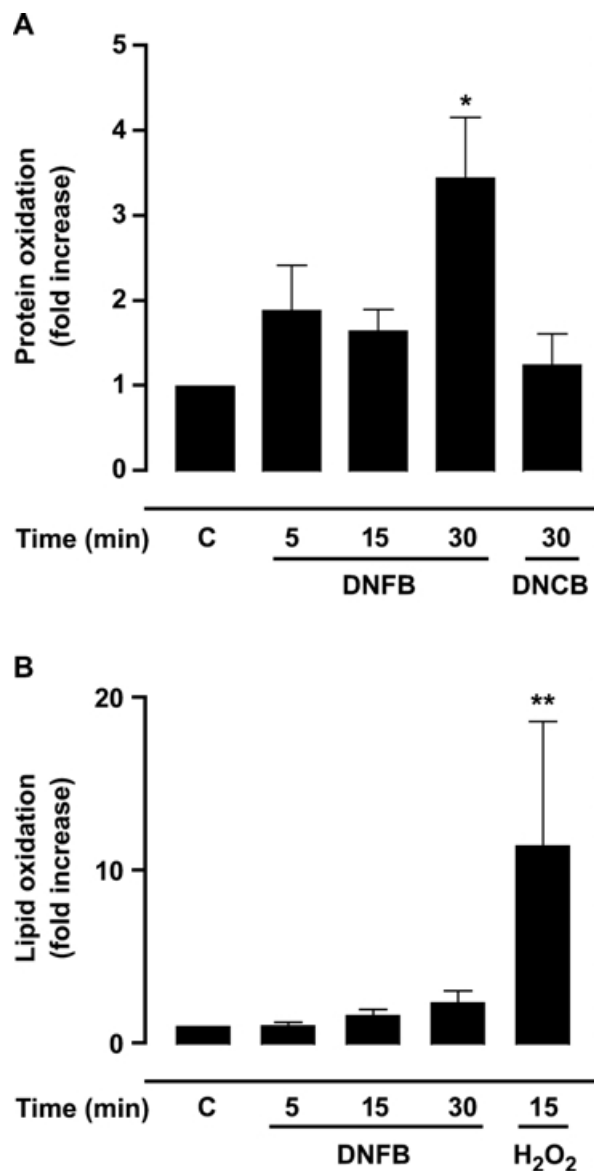 A
Protein oxidation
(fold increase)
5
4
3
2
1
0
*
Time (min) C 5 15 30 30
DNFB DNCB
B
Lipid oxidation
(fold increase)
20
10
0
**
Time (min) C 5 15 30 15
DNFB H₂O₂